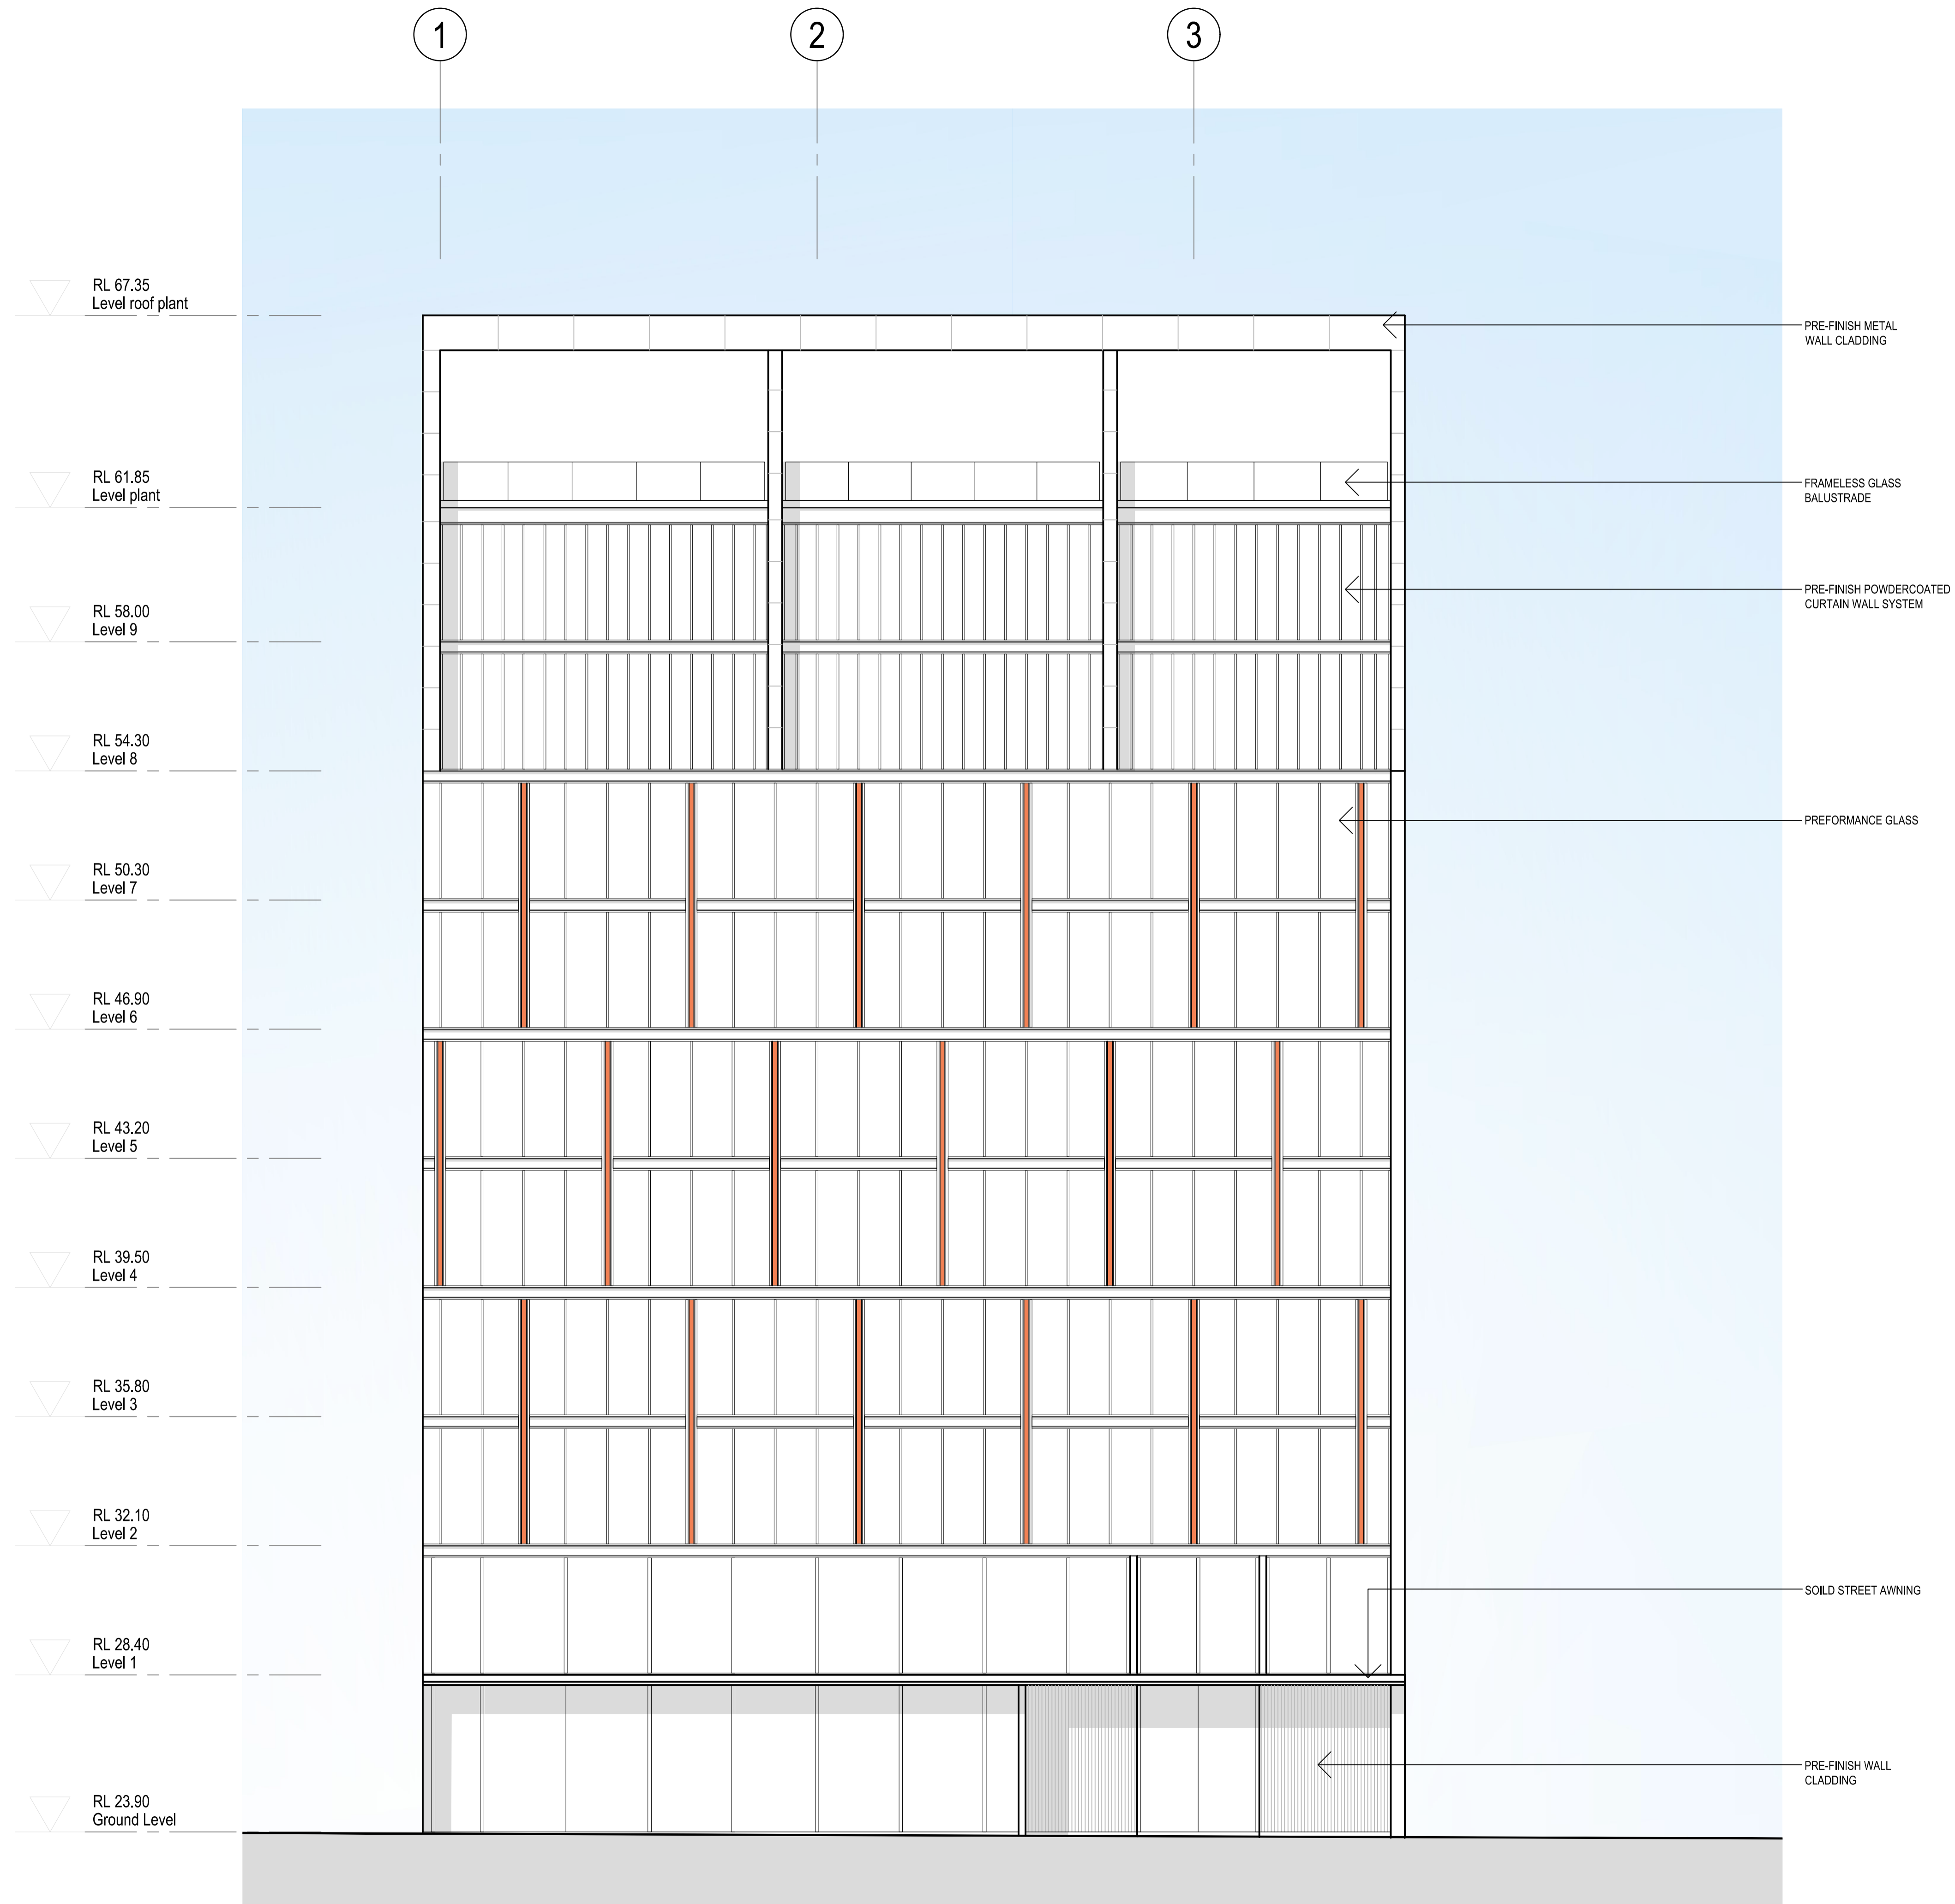 1
2
3
RL 67.35
Level roof plant
PRE-FINISH METAL
WALL CLADDING
RL 61.85
Level plant
FRAMELESS GLASS
BALUSTRADE
PRE-FINISH POWDERCOATED
CURTAIN WALL SYSTEM
RL 58.00
Level 9
RL 54.30
Level 8
PREFORMANCE GLASS
RL 50.30
Level 7
RL 46.90
Level 6
RL 43.20
Level 5
RL 39.50
Level 4
RL 35.80
Level 3
RL 32.10
Level 2
SOILD STREET AWNING
RL 28.40
Level 1
PRE-FINISH WALL
CLADDING
RL 23.90
Ground Level